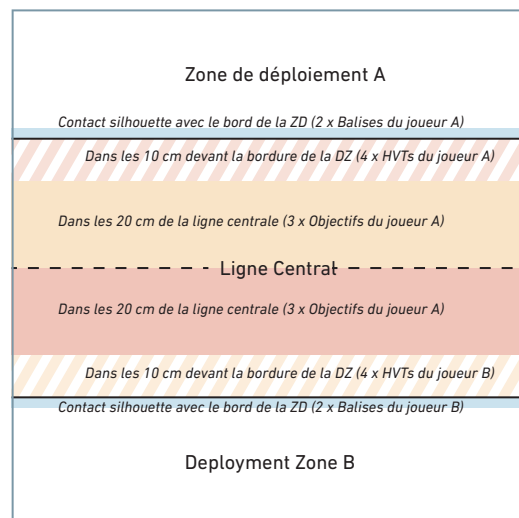 Zone de déploiement A
Contact silhouette avec le bord de la ZD (2 x Balises du joueur A)
Dans les 10 cm devant la bordure de la DZ (4 x HVTs du joueur A)
Dans les 20 cm de la ligne centrale (3 x Objectifs du joueur A)
Ligne Central
Dans les 20 cm de la ligne centrale (3 x Objectifs du joueur A)
Dans les 10 cm devant la bordure de la DZ (4 x HVTs du joueur B)
Contact silhouette avec le bord de la ZD (2 x Balises du joueur B)
Deployment Zone B